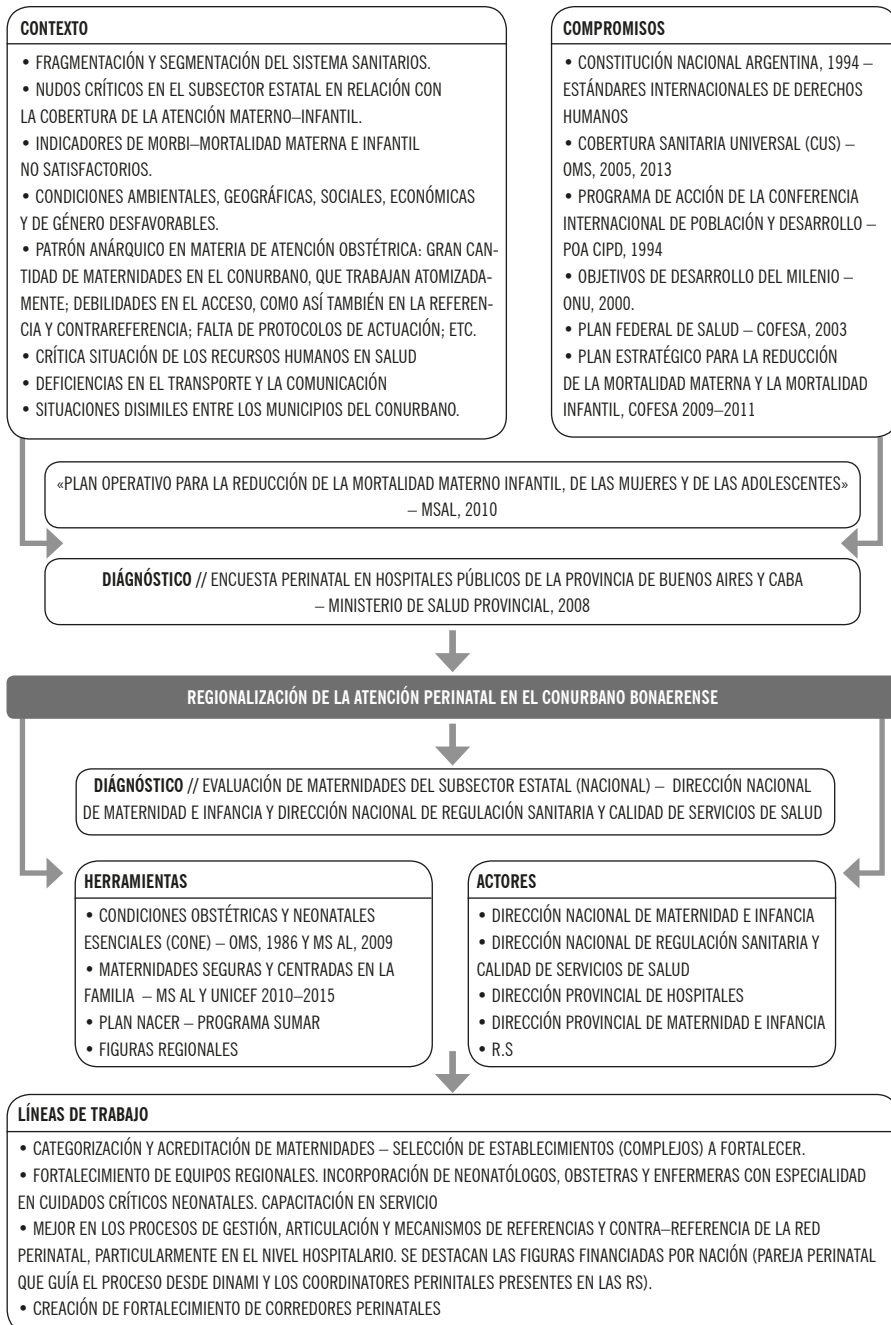 CONTEXTO
• FRAGMENTACIÓN Y SEGMENTACIÓN DEL SISTEMA SANITARIOS.
• NUDOS CRÍTICOS EN EL SUBSECTOR ESTATAL EN RELACIÓN CON
LA COBERTURA DE LA ATENCIÓN MATERNO–INFANTIL.
• INDICADORES DE MORBI–MORTALIDAD MATERNA E INFANTIL
NO SATISFACTORIOS.
• CONDICIONES AMBIENTALES, GEOGRÁFICAS, SOCIALES, ECONÓMICAS
Y DE GÉNERO DESFAVORABLES.
• PATRÓN ANÁRQUICO EN MATERIA DE ATENCIÓN OBSTÉTRICA: GRAN CAN-
TIDAD DE MATERNIDADES EN EL CONURBANO, QUE TRABAJAN ATOMIZADA-
MENTE; DEBILIDADES EN EL ACCESO, COMO ASÍ TAMBIÉN EN LA REFEREN-
CIA Y CONTRAREFERENCIA; FALTA DE PROTOCOLOS DE ACTUACIÓN; ETC.
• CRÍTICA SITUACIÓN DE LOS RECURSOS HUMANOS EN SALUD
• DEFICIENCIAS EN EL TRANSPORTE Y LA COMUNICACIÓN
• SITUACIONES DISIMILES ENTRE LOS MUNICIPIOS DEL CONURBANO.
COMPROMISOS
• CONSTITUCIÓN NACIONAL ARGENTINA, 1994 –
ESTÁNDARES INTERNACIONALES DE DERECHOS
HUMANOS
• COBERTURA SANITARIA UNIVERSAL (CUS) –
OMS, 2005, 2013
• PROGRAMA DE ACCIÓN DE LA CONFERENCIA
INTERNACIONAL DE POBLACIÓN Y DESARROLLO –
POA CIPD, 1994
• OBJETIVOS DE DESARROLLO DEL MILENIO –
ONU, 2000.
• PLAN FEDERAL DE SALUD – COFESA, 2003
• PLAN ESTRATÉGICO PARA LA REDUCCIÓN
DE LA MORTALIDAD MATERNA Y LA MORTALIDAD
INFANTIL, COFESA 2009–2011
«PLAN OPERATIVO PARA LA REDUCCIÓN DE LA MORTALIDAD MATERNO INFANTIL, DE LAS MUJERES Y DE LAS ADOLESCENTES»
– MSAL, 2010
DIÁGNÓSTICO // ENCUESTA PERINATAL EN HOSPITALES PÚBLICOS DE LA PROVINCIA DE BUENOS AIRES Y CABA
– MINISTERIO DE SALUD PROVINCIAL, 2008
REGIONALIZACIÓN DE LA ATENCIÓN PERINATAL EN EL CONURBANO BONAERENSE
DIÁGNÓSTICO // EVALUACIÓN DE MATERNIDADES DEL SUBSECTOR ESTATAL (NACIONAL) – DIRECCIÓN NACIONAL
DE MATERNIDAD E INFANCIA Y DIRECCIÓN NACIONAL DE REGULACIÓN SANITARIA Y CALIDAD DE SERVICIOS DE SALUD
HERRAMIENTAS
• CONDICIONES OBSTÉTRICAS Y NEONATALES
ESENCIALES (CONE) – OMS, 1986 Y MS AL, 2009
• MATERNIDADES SEGURAS Y CENTRADAS EN LA
FAMILIA – MS AL Y UNICEF 2010–2015
• PLAN NACER – PROGRAMA SUMAR
• FIGURAS REGIONALES
ACTORES
• DIRECCIÓN NACIONAL DE MATERNIDAD E INFANCIA
• DIRECCIÓN NACIONAL DE REGULACIÓN SANITARIA Y
CALIDAD DE SERVICIOS DE SALUD
• DIRECCIÓN PROVINCIAL DE HOSPITALES
• DIRECCIÓN PROVINCIAL DE MATERNIDAD E INFANCIA
• R.S
LÍNEAS DE TRABAJO
• CATEGORIZACIÓN Y ACREDITACIÓN DE MATERNIDADES – SELECCIÓN DE ESTABLECIMIENTOS (COMPLEJOS) A FORTALECER.
• FORTALECIMIENTO DE EQUIPOS REGIONALES. INCORPORACIÓN DE NEONATÓLOGOS, OBSTETRAS Y ENFERMERAS CON ESPECIALIDAD
EN CUIDADOS CRÍTICOS NEONATALES. CAPACITACIÓN EN SERVICIO
• MEJOR EN LOS PROCESOS DE GESTIÓN, ARTICULACIÓN Y MECANISMOS DE REFERENCIAS Y CONTRA–REFERENCIA DE LA RED
PERINATAL, PARTICULARMENTE EN EL NIVEL HOSPITALARIO. SE DESTACAN LAS FIGURAS FINANCIADAS POR NACIÓN (PAREJA PERINATAL
QUE GUÍA EL PROCESO DESDE DINAMI Y LOS COORDINATORES PERINITALES PRESENTES EN LAS RS).
• CREACIÓN DE FORTALECIMIENTO DE CORREDORES PERINATALES